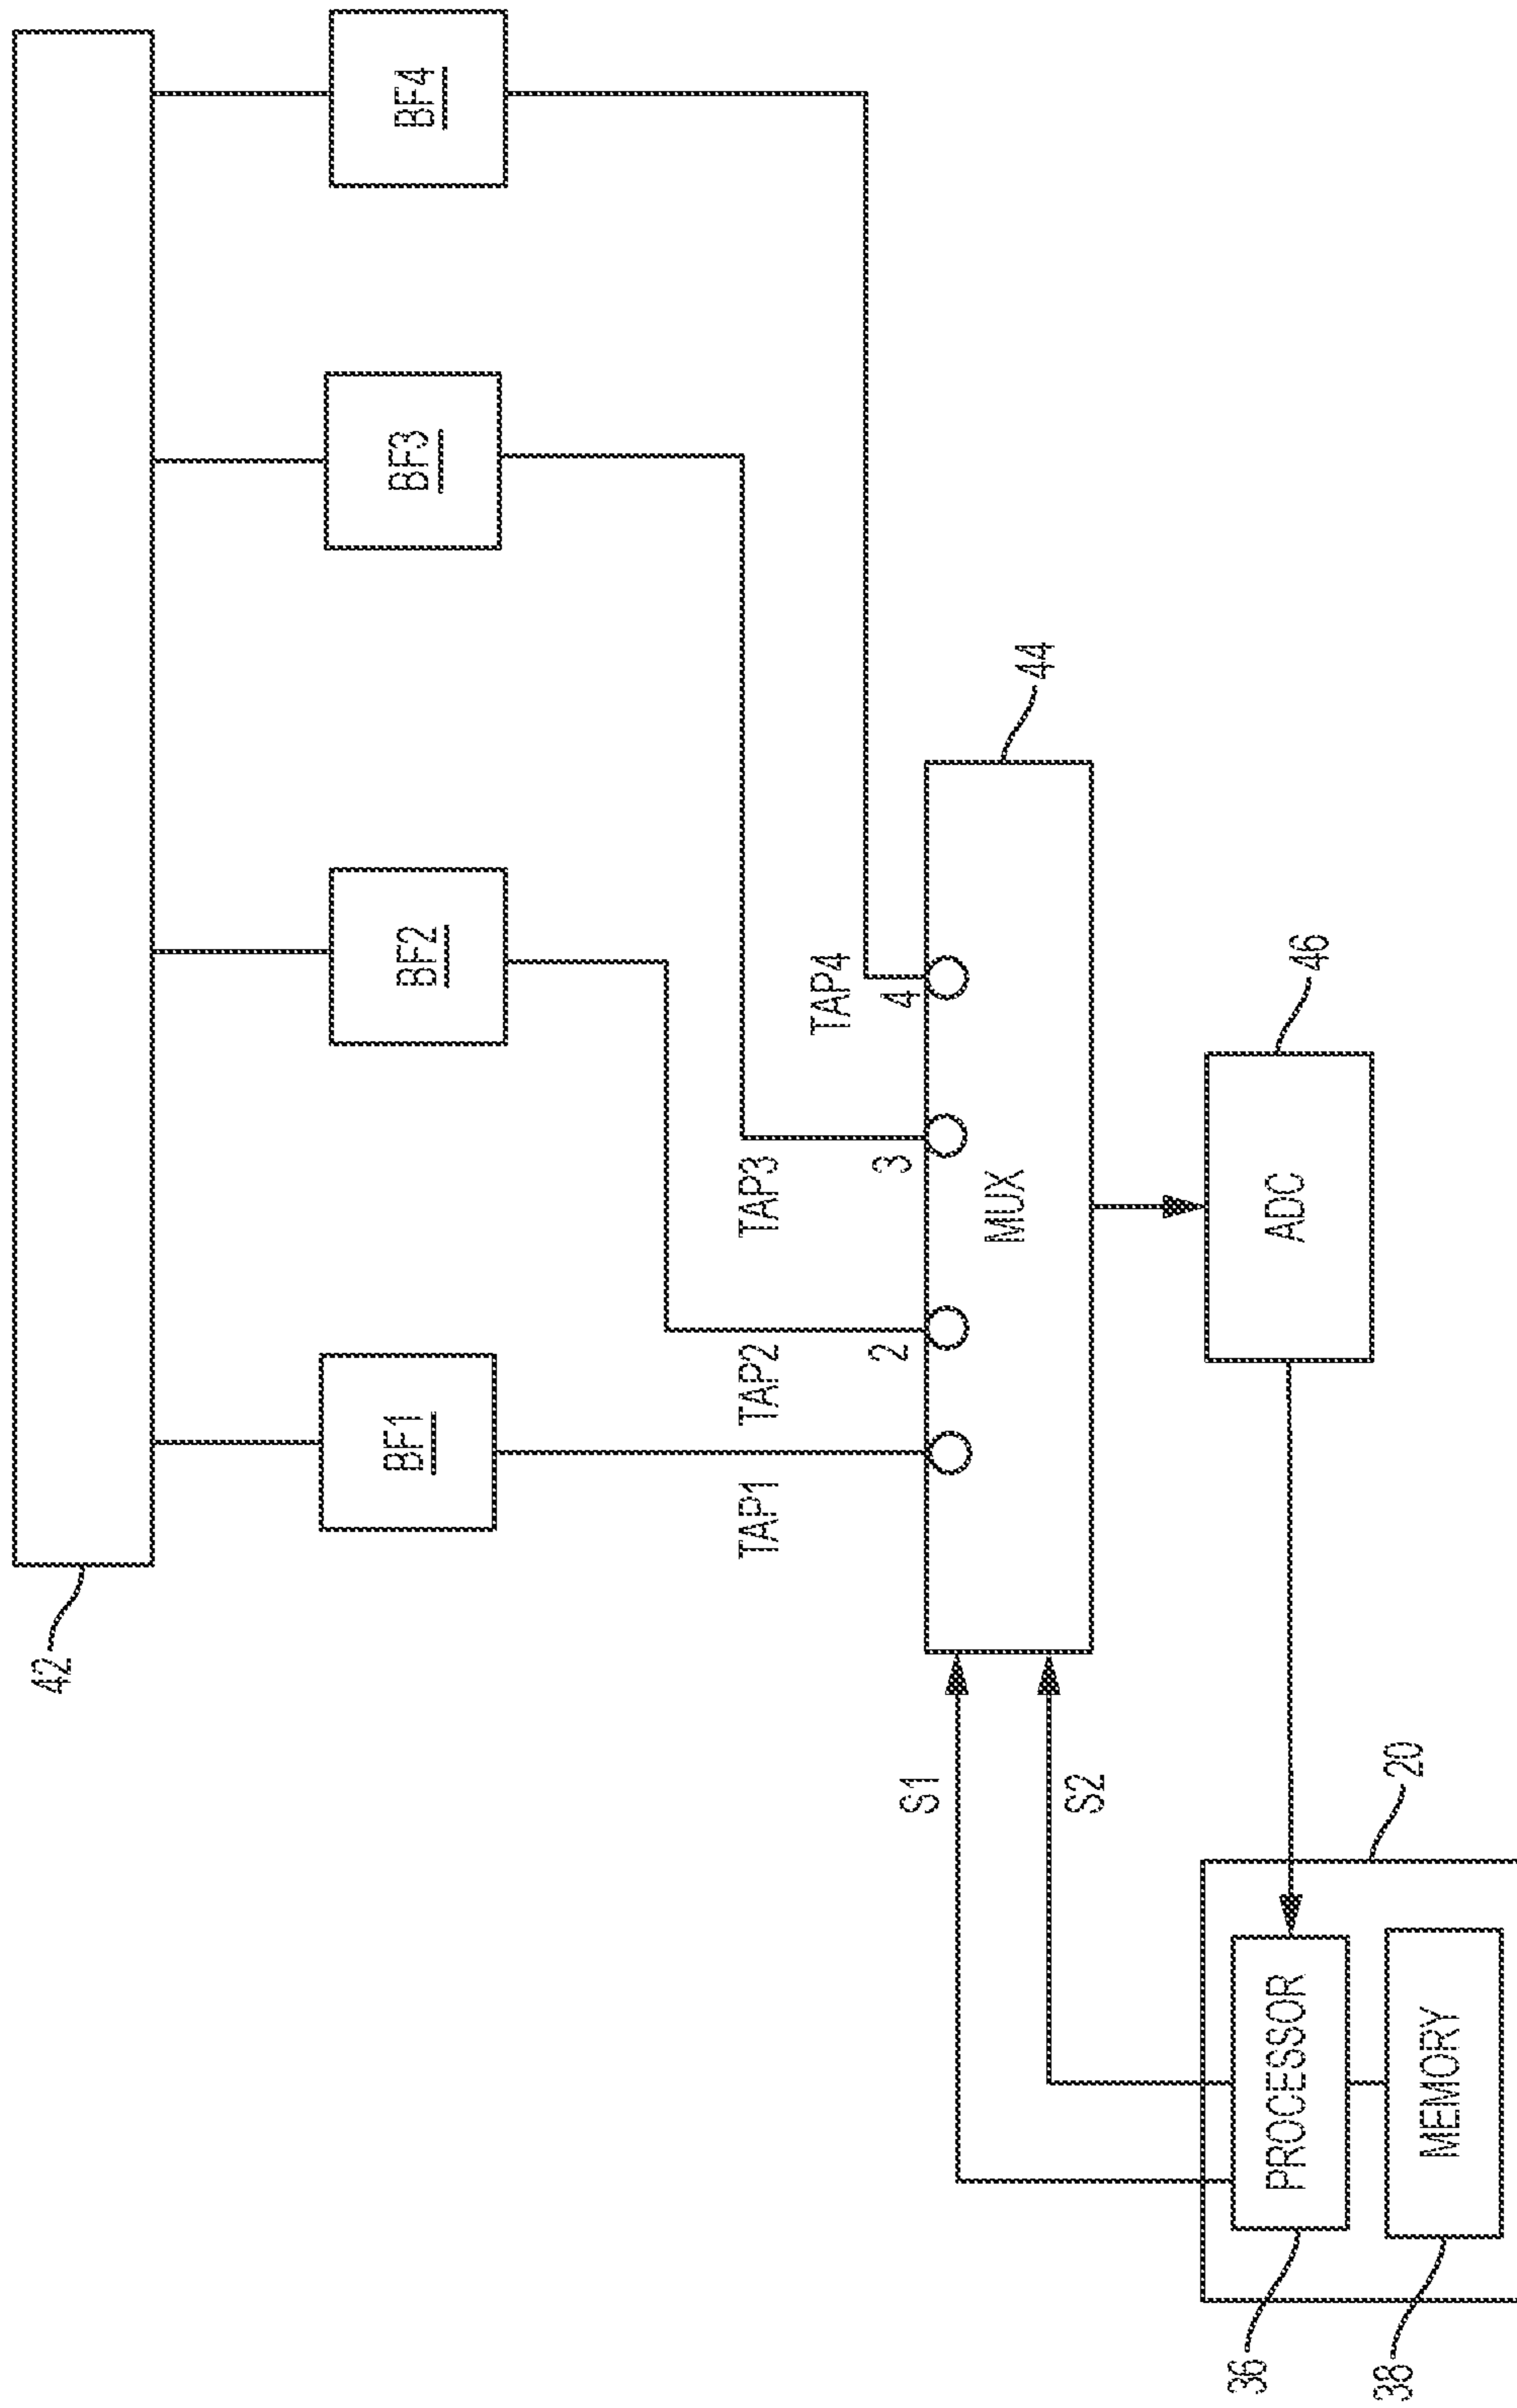 42
BF1
BF2
BF3
BF4
TAP1
TAP2
TAP3
TAP4
2
3
4
MUX
44
S1
S2
ADC
46
20
PROCESSOR
36
MEMORY
38